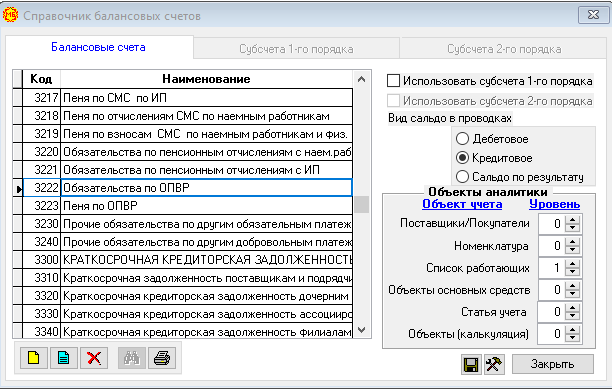 Справочник балансовых счетов
Балансовые счета
Субсчета 1-го порядка
Субсчета 2-го порядка
Код Наименование
3217 Пеня по СМС по ИП
3218 Пеня по отчислениям СМС по наемным работникам
3219 Пеня по взносам СМС по наемным работникам и физ.
3220 Обязательства по пенсионным отчислениям с наем.раб
3221 Обязательства по пенсионным отчислениям с ИП
3222 Обязательства по ОПВР
3223 Пеня по ОПВР
3230 Прочие обязательства по другим обязательным платеж
3240 Прочие обязательства по другим добровольным платеж
3300 КРАТКОСРОЧНАЯ КРЕДИТОРСКАЯ ЗАДОЛЖЕННОСТЬ
3310 Краткосрочная задолженность поставщикам и подрядчи
3320 Краткосрочная кредиторская задолженность дочерним
3330 Краткосрочная кредиторская задолженность ассоцииро
3340 Краткосрочная кредиторская задолженность филиалам
Использовать субсчета 1-го порядка
Использовать субсчета 2-го порядка
Вид сальдо в проводках
Дебетовое
Кредитовое
Сальдо по результату
Объекты аналитики
Объект учета Уровень
Поставщики/Покупатели 0
Номенклатура 0
Список работающих 1
Объекты основных средств 0
Статья учета 0
Объекты (калькуляция) 0
Закрыть